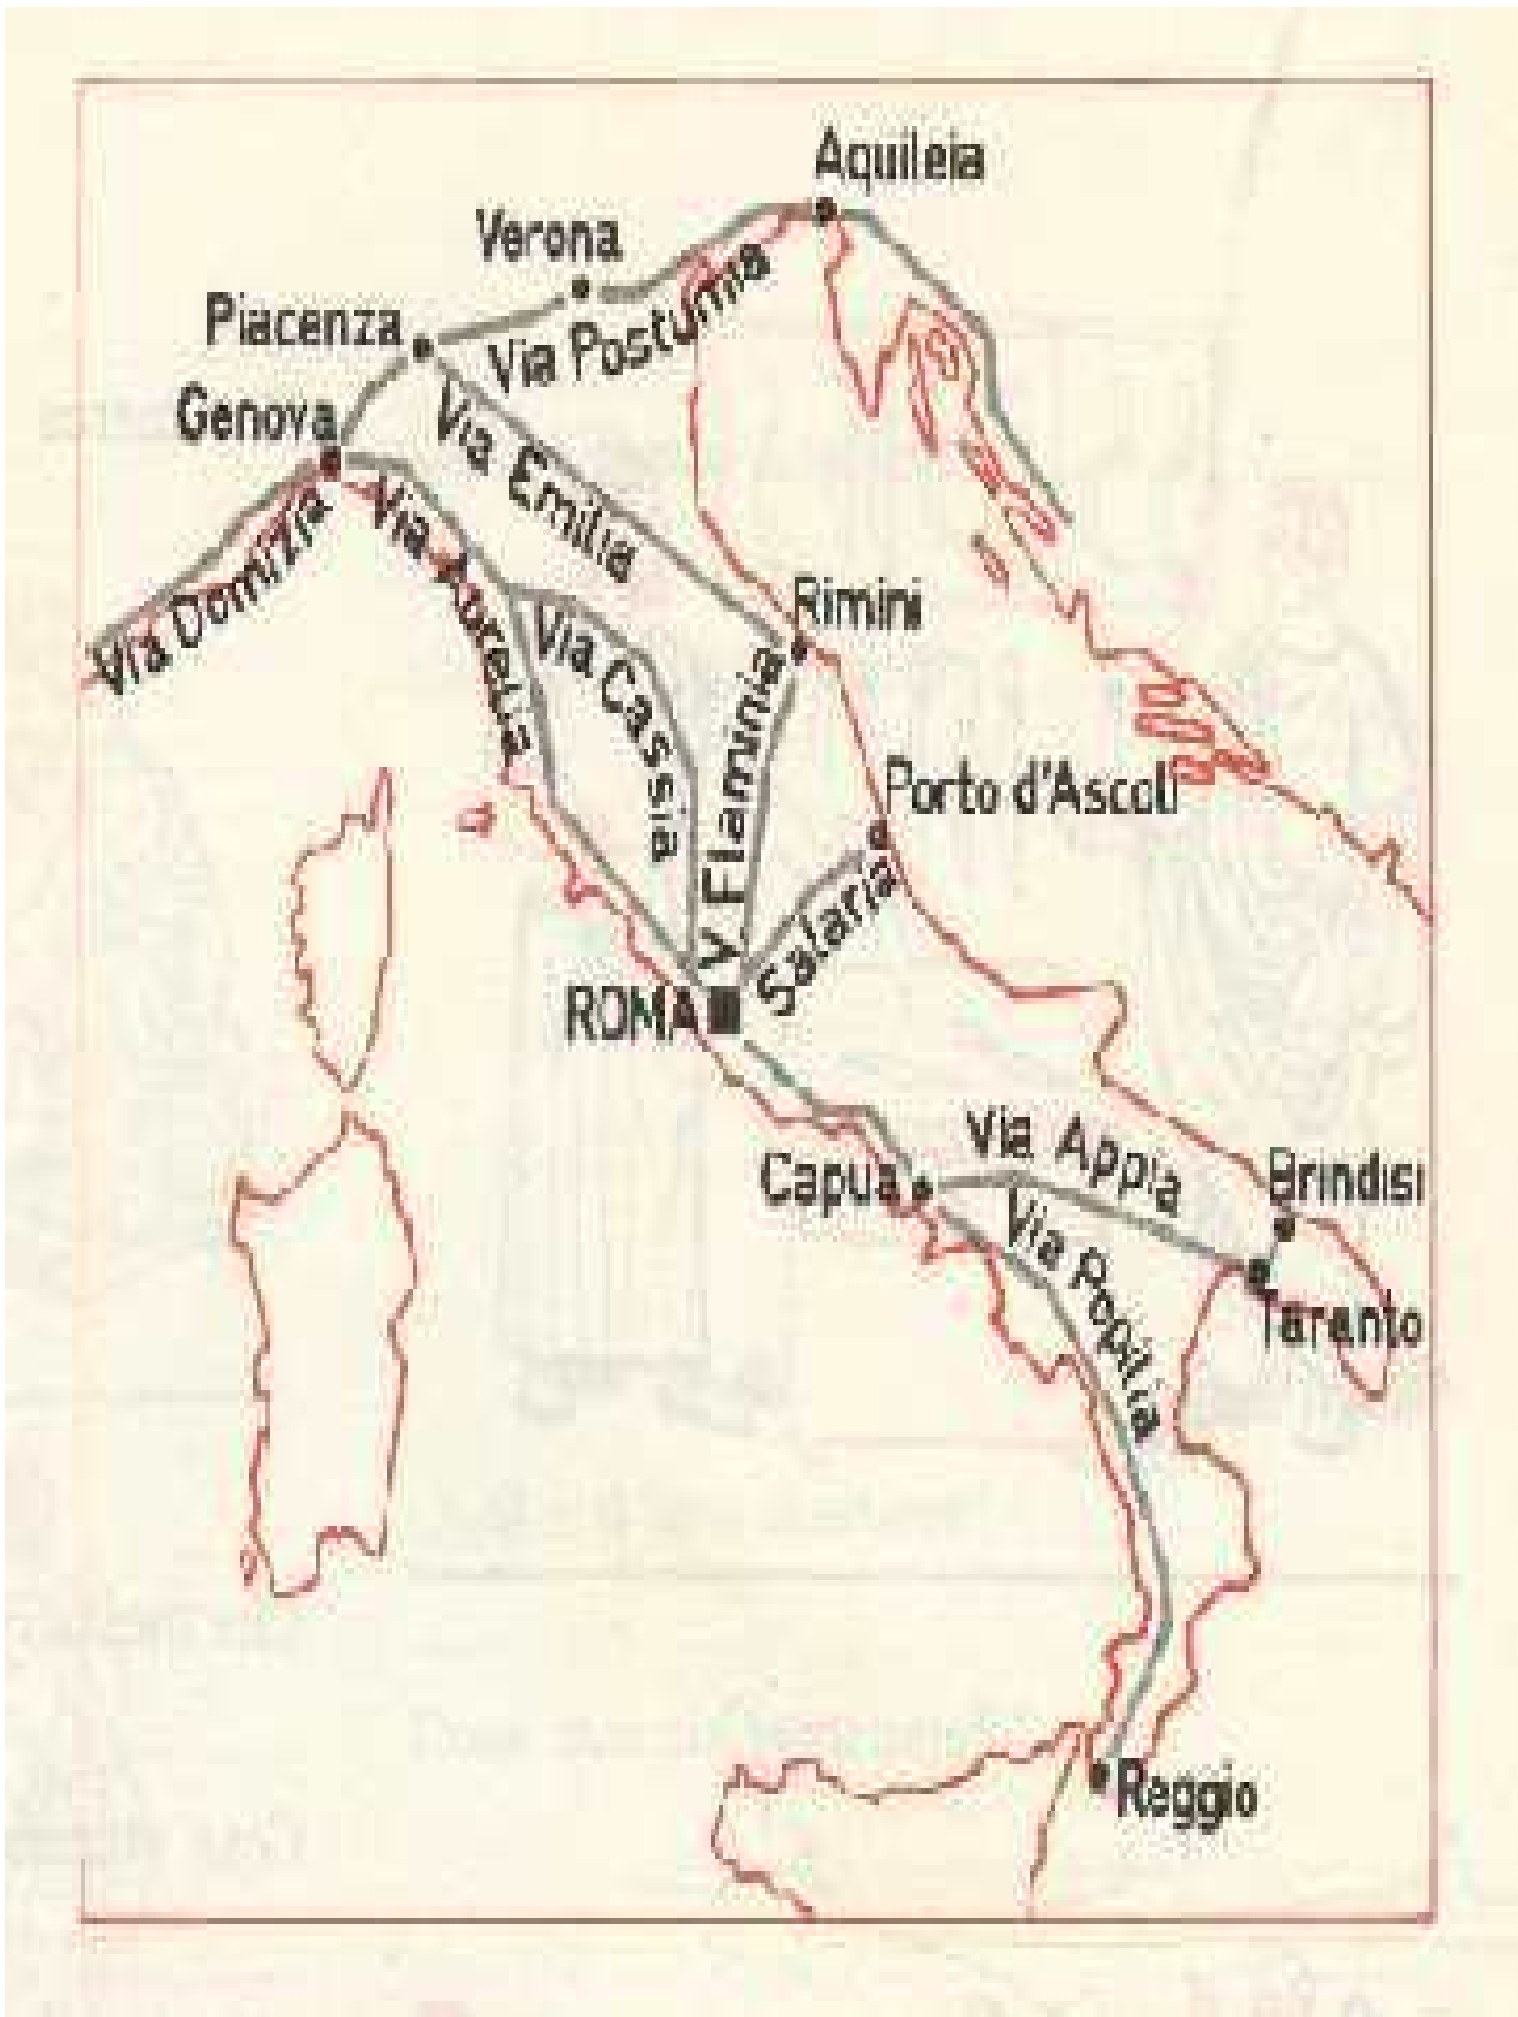 Aquileia
Verona
Piacenza
Via Postumia
Genova
Via Emilia
Via Domizia
Via Aurelia
Rimini
Via Cassia
V. Flaminia
Porto d'Ascoli
Salaria
ROMA
Via Appia
Capua
Brindisi
Via Popilia
Taranto
Reggio